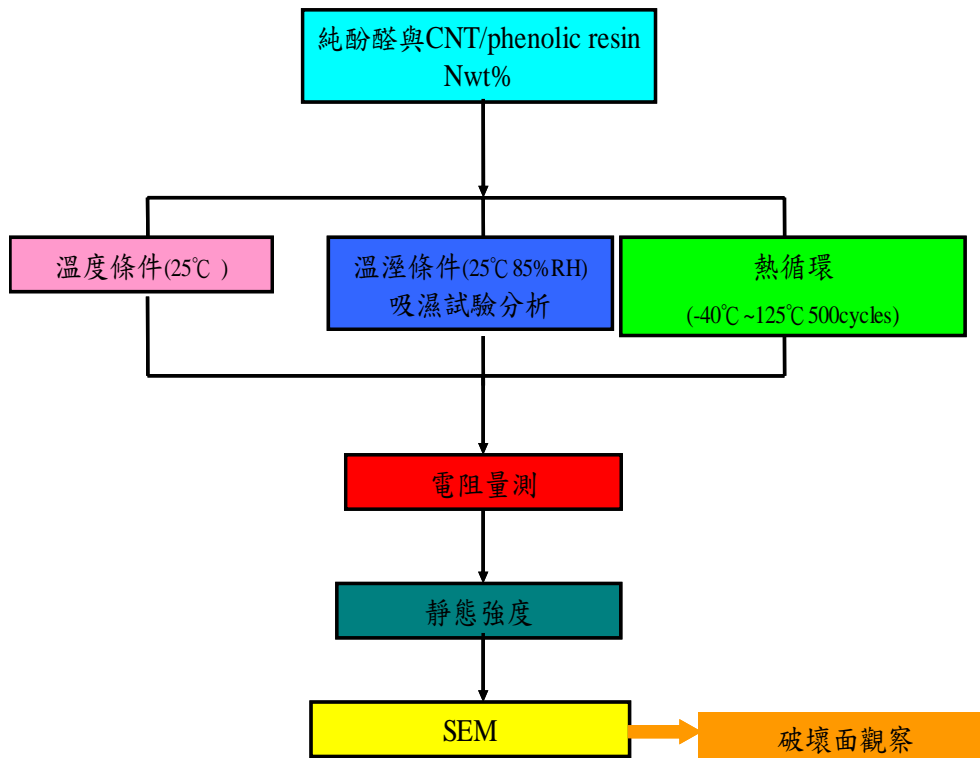 純酚醛與CNT/phenolic resin
Nwt%
溫度條件(25℃ )
溫溼條件(25℃ 85%RH)
吸濕試驗分析
熱循環
(-40℃ ~125℃ 500cycles)
電阻量測
靜態強度
SEM
破壞面觀察